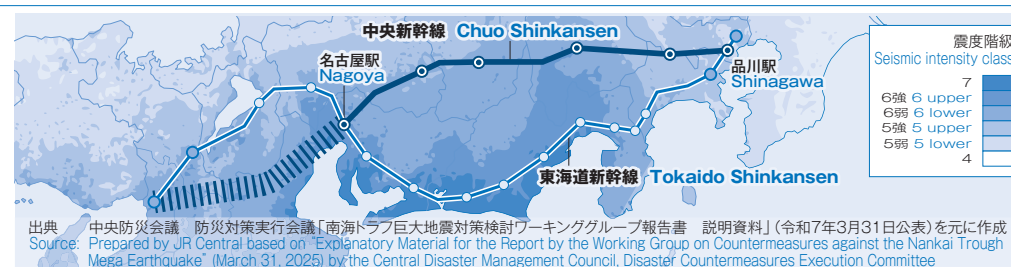 中央新幹線 Chuo Shinkansen
名古屋駅
Nagoya
品川駅
Shinagawa
東海道新幹線 Tokaido Shinkansen
震度階級
Seismic intensity class
7
6強 6 upper
6弱 6 lower
5強 5 upper
5弱 5 lower
4
出典 中央防災会議 防災対策実行会議「南海トラフ巨大地震対策検討ワーキンググループ報告書 説明資料」(令和7年3月31日公表)を元に作成
Source: Prepared by JR Central based on "Explanatory Material for the Report by the Working Group on Countermeasures against the Nankai Trough
Mega Earthquake" (March 31, 2025) by the Central Disaster Management Council, Disaster Countermeasures Execution Committee